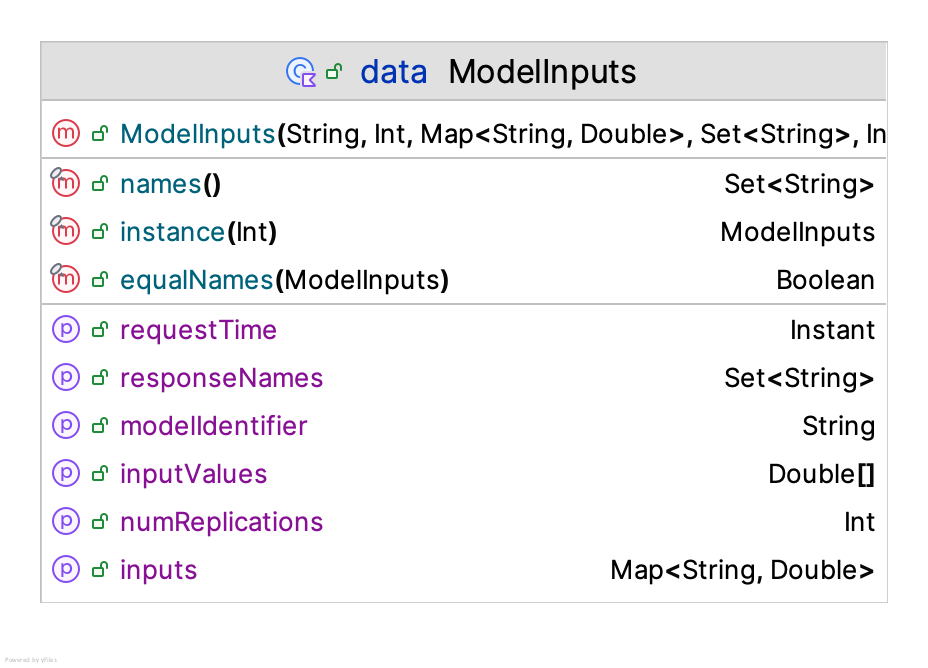 data ModelInputs
ModelInputs(String, Int, Map<String, Double>, Set<String>, In
names() Set<String>
instance(Int) ModelInputs
equalNames(ModelInputs) Boolean
requestTime Instant
responseNames Set<String>
modelIdentifier String
inputValues Double[]
numReplications Int
inputs Map<String, Double>
Powered by yFiles